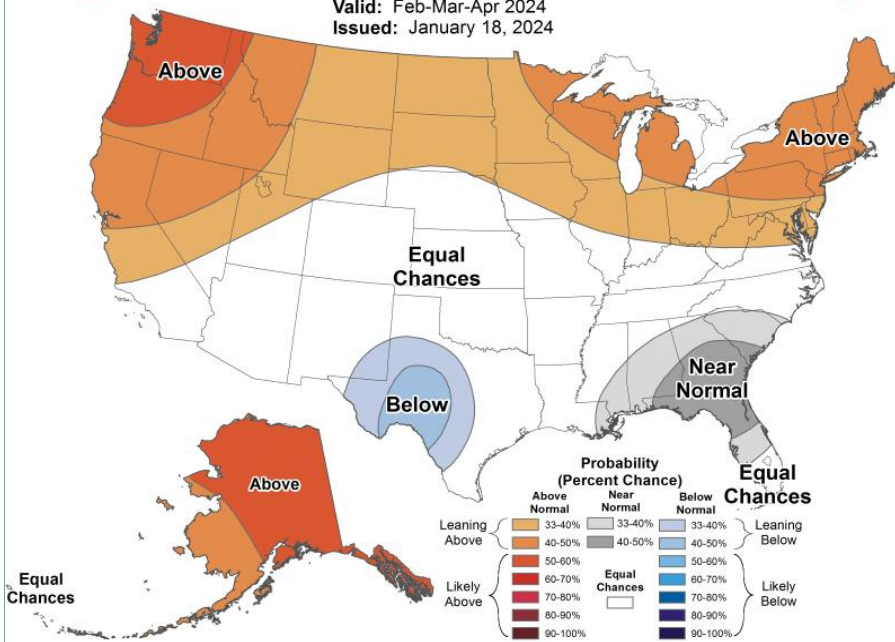 Valid: Feb-Mar-Apr 2024
Issued: January 18, 2024
Above
Above
Equal
Chances
Near
Normal
Below
Above
Equal
Chances
Equal
Chances
Probability
(Percent Chance)
Above
Normal
Near
Normal
Below
Normal
Leaning
Above
33-40%
33-40%
33-40%
Leaning
Below
40-50%
40-50%
40-50%
Likely
Above
50-60%
50-60%
60-70%
Equal
Chances
60-70%
70-80%
70-80%
80-90%
80-90%
90-100%
90-100%
Likely
Below